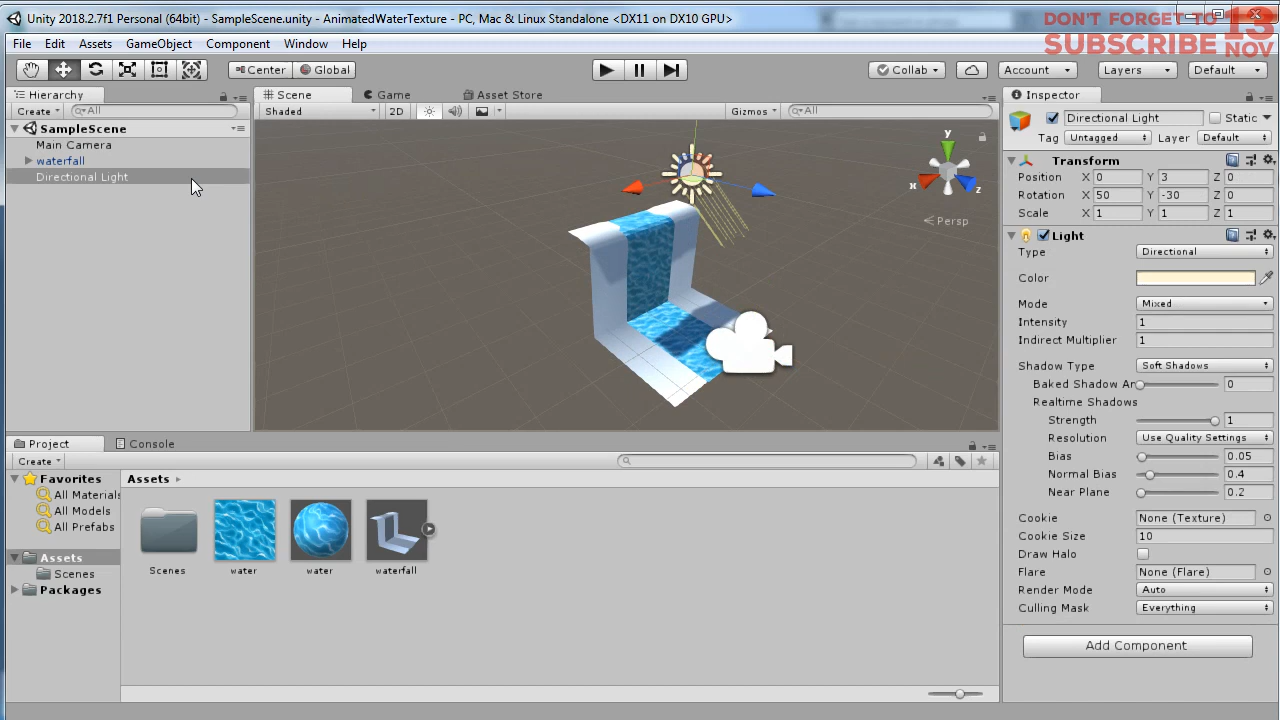 Unity 2018.2.7f1 Personal (64bit) - SampleScene.unity - AnimatedWaterTexture - PC, Mac & Linux Standalone <DX11 on DX10 GPU>
DON'T FORGET TO
SUBSCRIBE
13
NOV
File Edit Assets GameObject Component Window Help
Center Global Collab Account Layers Default
Hierarchy
Create All
SampleScene
Main Camera
waterfall
Directional Light
Scene Game Asset Store
Shaded 2D Gizmos All
y
x z
Persp
Inspector
Directional Light Static
Tag Untagged Layer Default
Transform
Position X 0 Y 3 Z 0
Rotation X 50 Y -30 Z 0
Scale X 1 Y 1 Z 1
Light
Type Directional
Color
Mode Mixed
Intensity 1
Indirect Multiplier 1
Shadow Type Soft Shadows
Baked Shadow An 0
Realtime Shadows
Strength 1
Resolution Use Quality Settings
Bias 0.05
Normal Bias 0.4
Near Plane 0.2
Cookie None (Texture)
Cookie Size 10
Draw Halo
Flare None (Flare)
Render Mode Auto
Culling Mask Everything
Add Component
Project Console
Create
Favorites
All Materials
All Models
All Prefabs
Assets
Scenes
Packages
Assets
Scenes water water waterfall